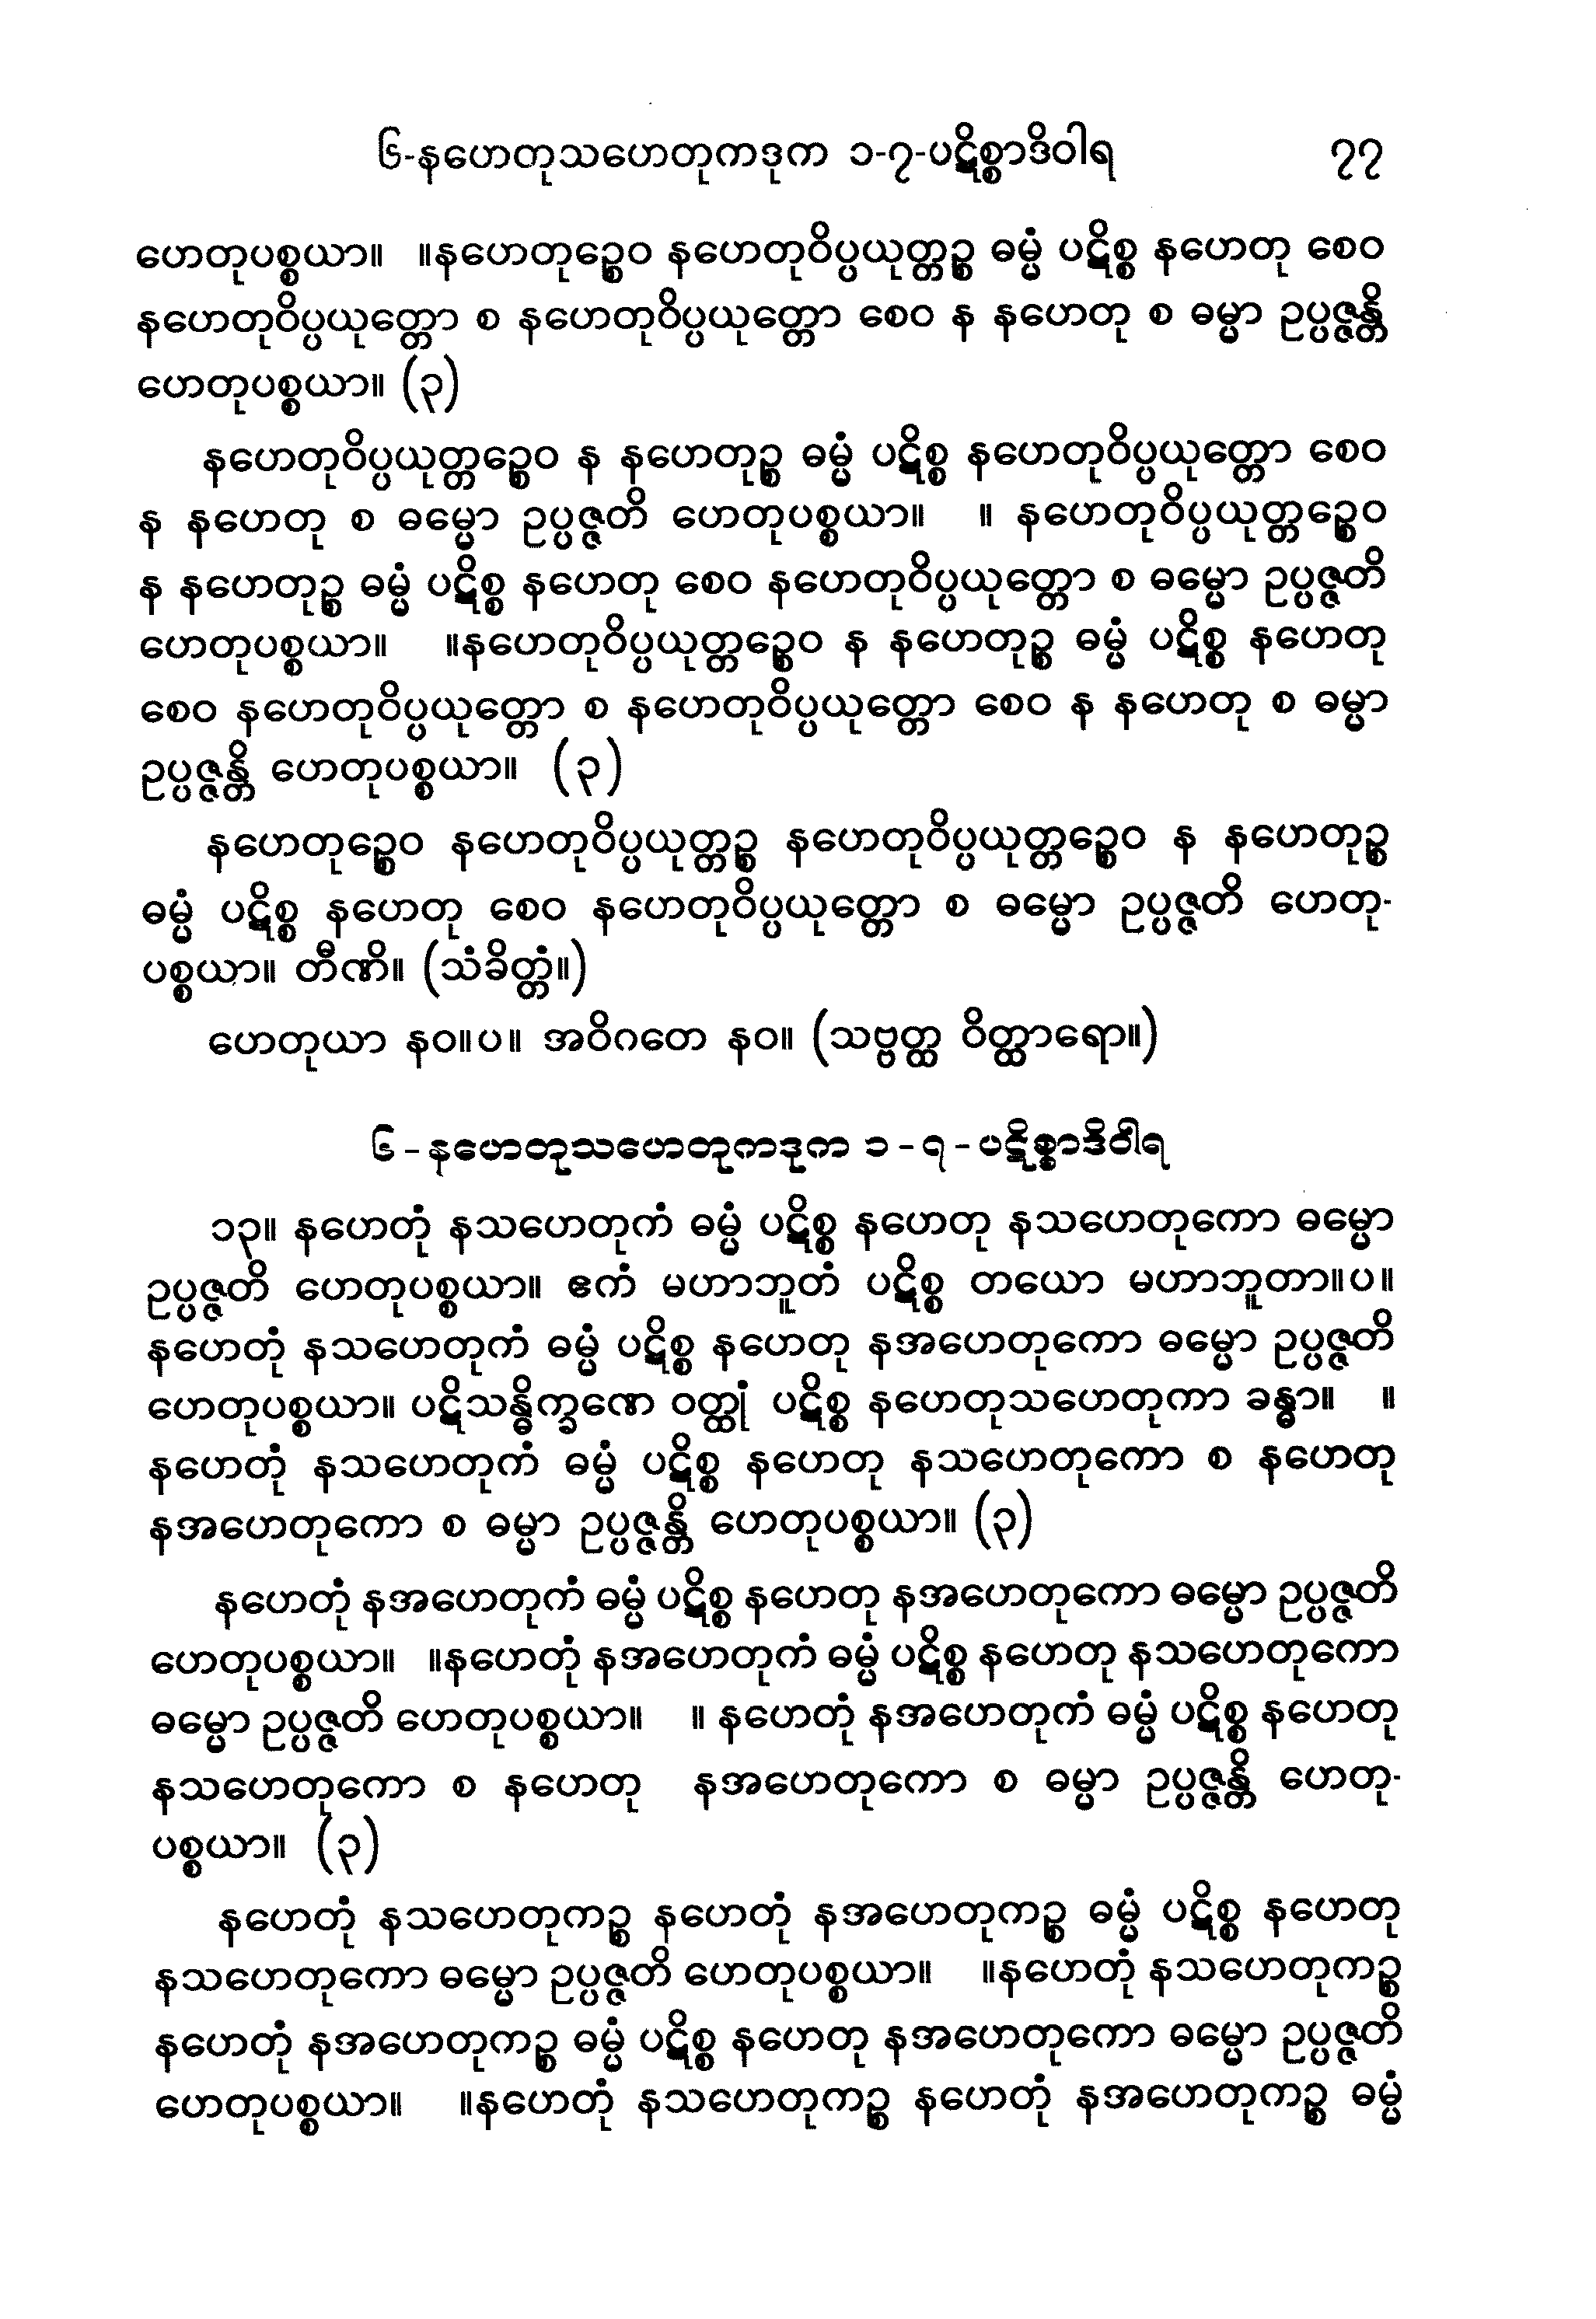 ၆-နဟေတုသဟေတုကဒုက ၁-၇-ပဋိစ္စာဒိဝါရ ၇၇
ဟေတုပစ္စယာ။ ။နဟေတုဉ္စေဝ နဟေတုဝိပ္ပယုတ္တဉ္စ ဓမ္မံ ပဋိစ္စ နဟေတု စေဝ
နဟေတုဝိပ္ပယုတ္တော စ နဟေတုဝိပ္ပယုတ္တော စေဝ န နဟေတု စ ဓမ္မာ ဥပ္ပဇ္ဇန္တိ
ဟေတုပစ္စယာ။ (၃)
နဟေတုဝိပ္ပယုတ္တဉ္စေဝ န နဟေတုဉ္စ ဓမ္မံ ပဋိစ္စ နဟေတုဝိပ္ပယုတ္တော စေဝ
န နဟေတု စ ဓမ္မော ဥပ္ပဇ္ဇတိ ဟေတုပစ္စယာ။ ။ နဟေတုဝိပ္ပယုတ္တဉ္စေဝ
န နဟေတုဉ္စ ဓမ္မံ ပဋိစ္စ နဟေတု စေဝ နဟေတုဝိပ္ပယုတ္တော စ ဓမ္မော ဥပ္ပဇ္ဇတိ
ဟေတုပစ္စယာ။ ။နဟေတုဝိပ္ပယုတ္တဉ္စေဝ န နဟေတုဉ္စ ဓမ္မံ ပဋိစ္စ နဟေတု
စေဝ နဟေတုဝိပ္ပယုတ္တော စ နဟေတုဝိပ္ပယုတ္တော စေဝ န နဟေတု စ ဓမ္မာ
ဥပ္ပဇ္ဇန္တိ ဟေတုပစ္စယာ။ (၃)
နဟေတုဉ္စေဝ နဟေတုဝိပ္ပယုတ္တဉ္စ နဟေတုဝိပ္ပယုတ္တဉ္စေဝ န နဟေတုဉ္စ
ဓမ္မံ ပဋိစ္စ နဟေတု စေဝ နဟေတုဝိပ္ပယုတ္တော စ ဓမ္မော ဥပ္ပဇ္ဇတိ ဟေတု-
ပစ္စယာ။ တီဏိ။ (သံခိတ္တံ။)
ဟေတုယာ နဝ။ပ။ အဝိဂတေ နဝ။ (သဗ္ဗတ္ထ ဝိတ္ထာရော။)
၆-နဟေတုသဟေတုကဒုက ၁-၇-ပဋိစ္စာဒိဝါရ
၁၃။ နဟေတုံ နသဟေတုကံ ဓမ္မံ ပဋိစ္စ နဟေတု နသဟေတုကော ဓမ္မော
ဥပ္ပဇ္ဇတိ ဟေတုပစ္စယာ။ ဧကံ မဟာဘူတံ ပဋိစ္စ တယော မဟာဘူတာ။ပ။
နဟေတုံ နသဟေတုကံ ဓမ္မံ ပဋိစ္စ နဟေတု နအဟေတုကော ဓမ္မော ဥပ္ပဇ္ဇတိ
ဟေတုပစ္စယာ။ ပဋိသန္ဓိက္ခဏေ ဝတ္ထုံ ပဋိစ္စ နဟေတုသဟေတုကာ ခန္ဓာ။ ။
နဟေတုံ နသဟေတုကံ ဓမ္မံ ပဋိစ္စ နဟေတု နသဟေတုကော စ နဟေတု
နအဟေတုကော စ ဓမ္မာ ဥပ္ပဇ္ဇန္တိ ဟေတုပစ္စယာ။ (၃)
နဟေတုံ နအဟေတုကံ ဓမ္မံ ပဋိစ္စ နဟေတု နအဟေတုကော ဓမ္မော ဥပ္ပဇ္ဇတိ
ဟေတုပစ္စယာ။ ။နဟေတုံ နအဟေတုကံ ဓမ္မံ ပဋိစ္စ နဟေတု နသဟေတုကော
ဓမ္မော ဥပ္ပဇ္ဇတိ ဟေတုပစ္စယာ။ ။ နဟေတုံ နအဟေတုကံ ဓမ္မံ ပဋိစ္စ နဟေတု
နသဟေတုကော စ နဟေတု နအဟေတုကော စ ဓမ္မာ ဥပ္ပဇ္ဇန္တိ ဟေတု-
ပစ္စယာ။ (၃)
နဟေတုံ နသဟေတုကဉ္စ နဟေတုံ နအဟေတုကဉ္စ ဓမ္မံ ပဋိစ္စ နဟေတု
နသဟေတုကော ဓမ္မော ဥပ္ပဇ္ဇတိ ဟေတုပစ္စယာ။ ။နဟေတုံ နသဟေတုကဉ္စ
နဟေတုံ နအဟေတုကဉ္စ ဓမ္မံ ပဋိစ္စ နဟေတု နအဟေတုကော ဓမ္မော ဥပ္ပဇ္ဇတိ
ဟေတုပစ္စယာ။ ။နဟေတုံ နသဟေတုကဉ္စ နဟေတုံ နအဟေတုကဉ္စ ဓမ္မံ